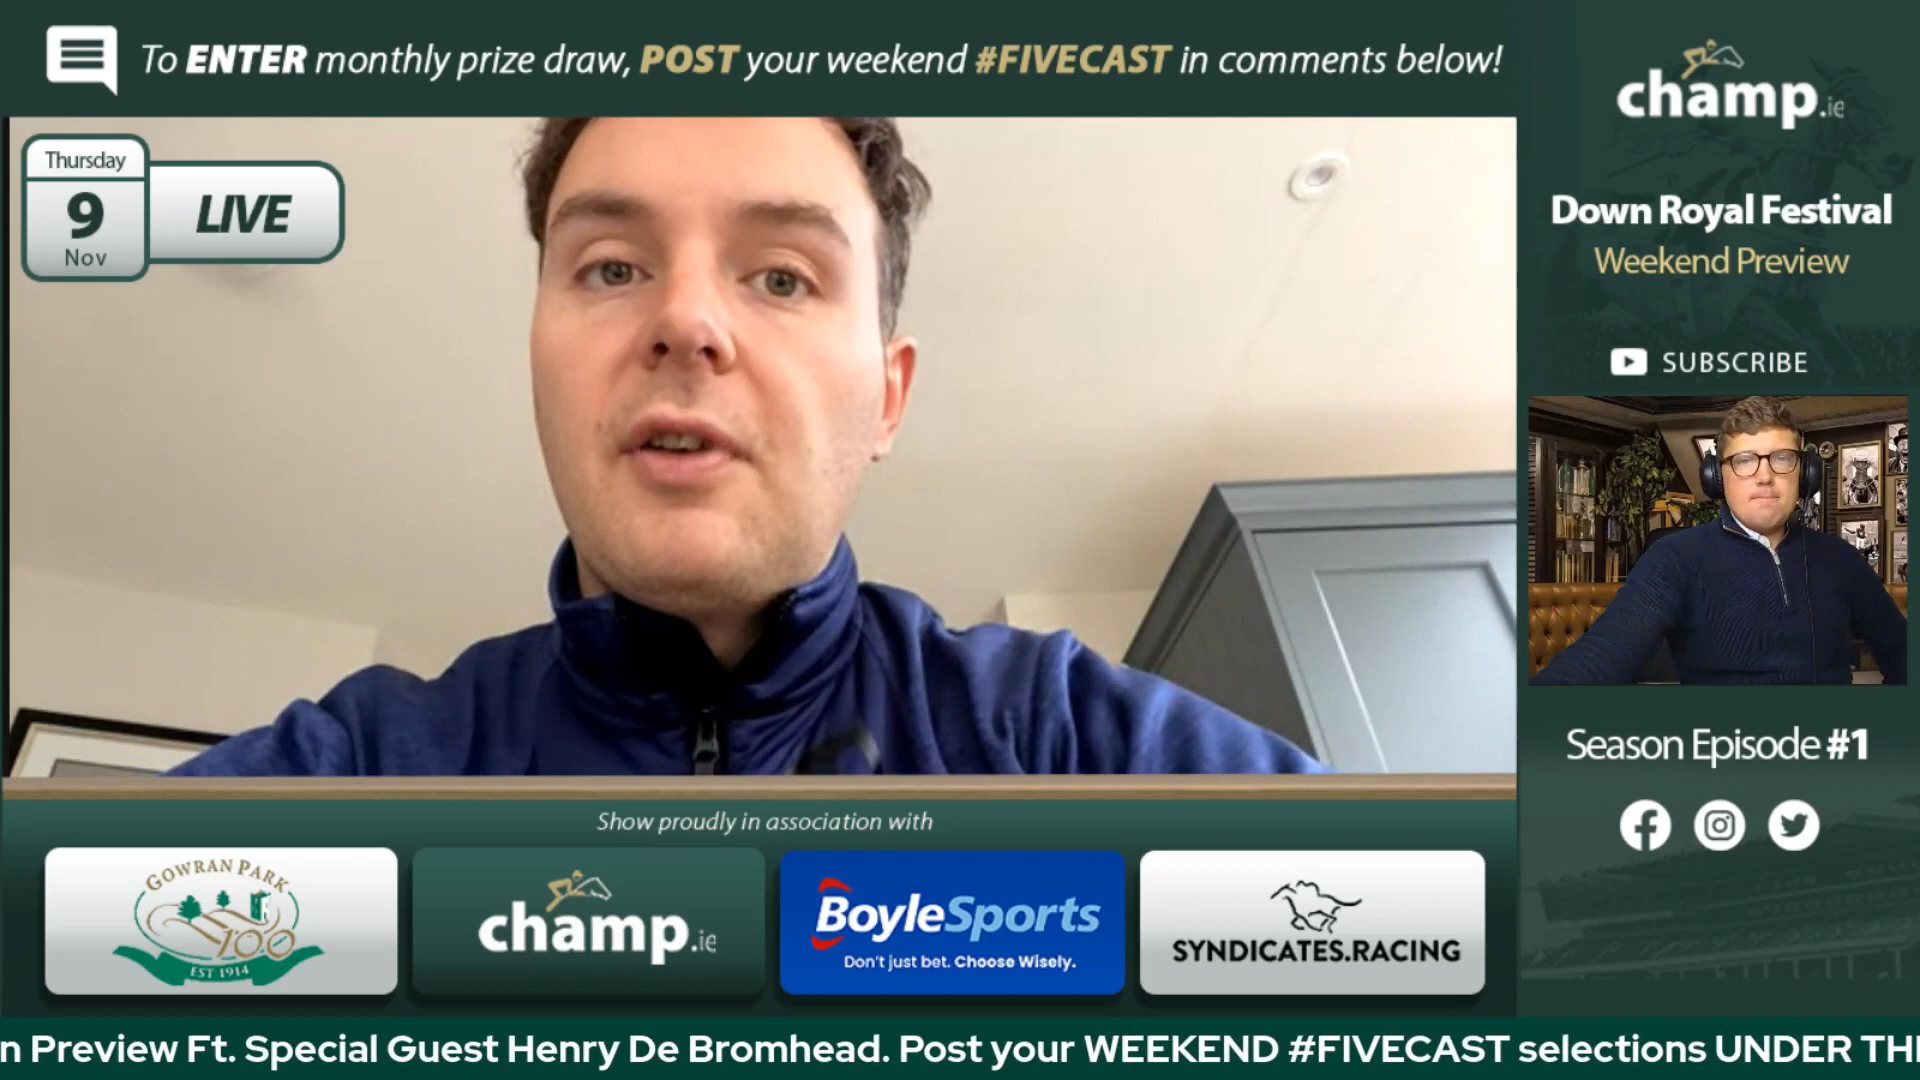 To ENTER monthly prize draw, POST your weekend #FIVECAST in comments below!
Thursday
9
Nov
LIVE
champ.ie
Down Royal Festival
Weekend Preview
SUBSCRIBE
Season Episode #1
Show proudly in association with
GOWRAN PARK
100
EST 1914
champ.ie
BoyleSports
Don't just bet. Choose Wisely.
SYNDICATES.RACING
n Preview Ft. Special Guest Henry De Bromhead. Post your WEEKEND #FIVECAST selections UNDER TH